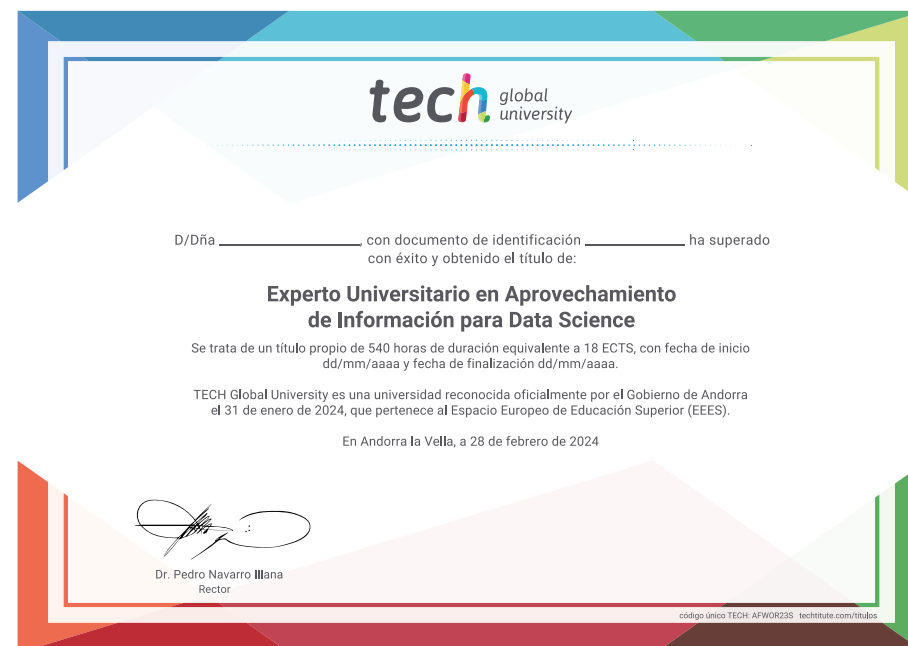 tech global university
D/Dña ____________________, con documento de identificación ______________ ha superado
con éxito y obtenido el título de:
Experto Universitario en Aprovechamiento
de Información para Data Science
Se trata de un título propio de 540 horas de duración equivalente a 18 ECTS, con fecha de inicio
dd/mm/aaaa y fecha de finalización dd/mm/aaaa.
TECH Global University es una universidad reconocida oficialmente por el Gobierno de Andorra
el 31 de enero de 2024, que pertenece al Espacio Europeo de Educación Superior (EEES).
En Andorra la Vella, a 28 de febrero de 2024
Dr. Pedro Navarro Illana
Rector
código único TECH: AFWOR23S techtitute.com/titulos